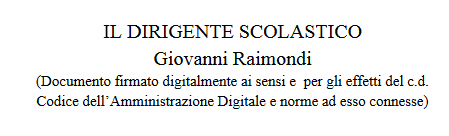 IL DIRIGENTE SCOLASTICO
Giovanni Raimondi
(Documento firmato digitalmente ai sensi e per gli effetti del c.d.
Codice dell'Amministrazione Digitale e norme ad esso connesse)